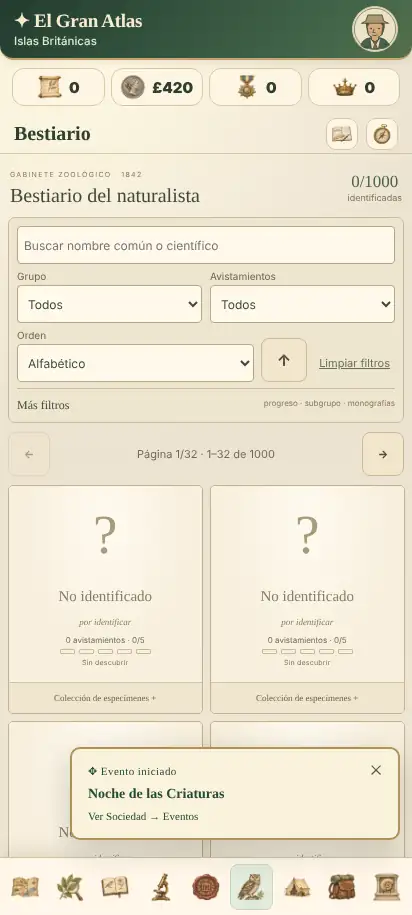 ✦ El Gran Atlas
Islas Británicas
0
£420
0
0
Bestiario
GABINETE ZOOLÓGICO 1842
Bestiario del naturalista
0/1000
identificadas
Buscar nombre común o científico
Grupo
Avistamientos
Todos
Todos
Orden
Alfabético
↑
Limpiar filtros
Más filtros
progreso · subgrupo · monografías
←
Página 1/32 · 1–32 de 1000
→
?
?
No identificado
No identificado
por identificar
por identificar
0 avistamientos · 0/5
0 avistamientos · 0/5
Sin descubrir
Sin descubrir
Colección de especímenes +
Colección de especímenes +
✥ Evento iniciado
×
Noche de las Criaturas
Ver Sociedad → Eventos